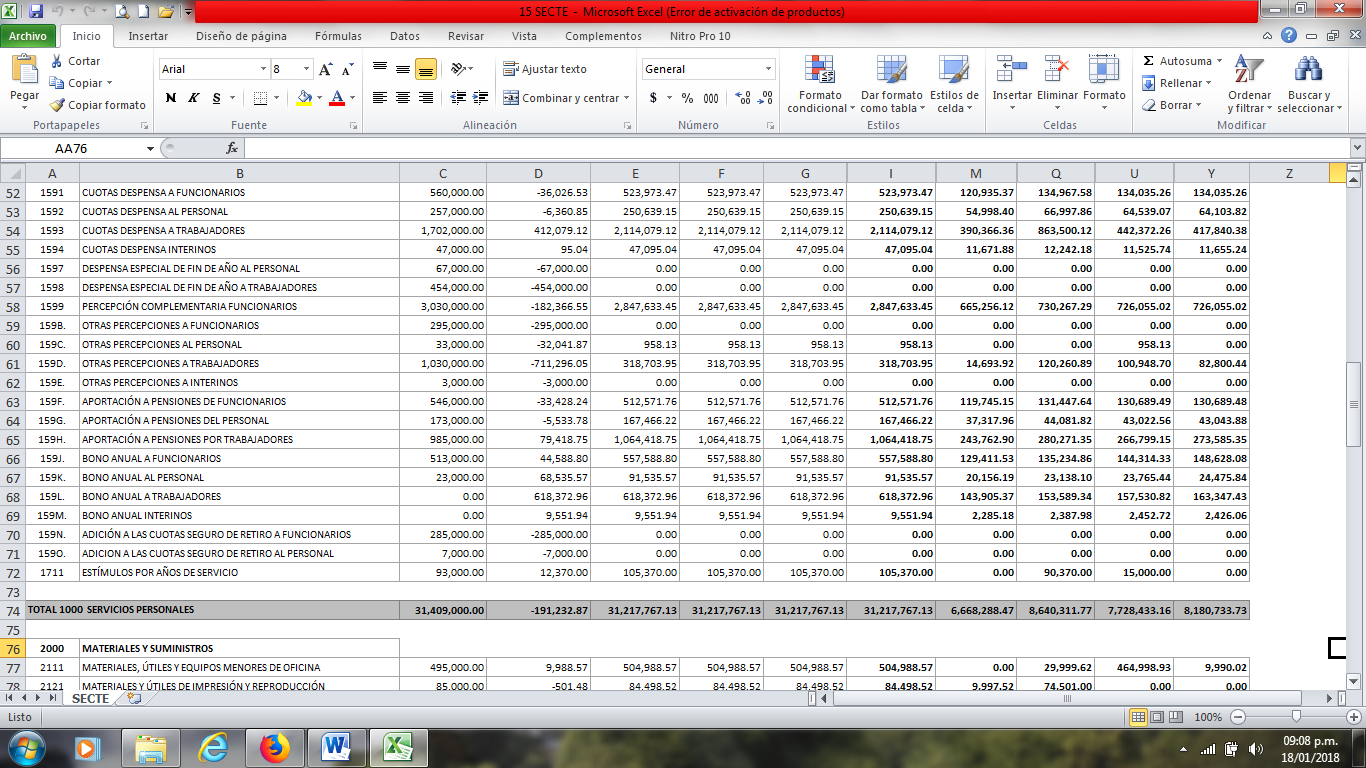 15 SECTE - Microsoft Excel (Error de activación de productos)
Archivo Inicio Insertar Diseño de página Fórmulas Datos Revisar Vista Complementos Nitro Pro 10
Pegar Cortar Copiar Copiar formato Portapapeles
Arial 8 N K S Fuente
Ajustar texto Combinar y centrar Alineación
General $ % 000 Número
Formato condicional Dar formato como tabla Estilos de celda Estilos
Insertar Eliminar Formato Celdas
Σ Autosuma Rellenar Borrar Ordenar y filtrar Buscar y seleccionar Modificar
AA76 fx
A B C D E F G I M Q U Y Z
52 1591 CUOTAS DESPENSA A FUNCIONARIOS 560,000.00 -36,026.53 523,973.47 523,973.47 523,973.47 523,973.47 120,935.37 134,967.58 134,035.26 134,035.26
53 1592 CUOTAS DESPENSA AL PERSONAL 257,000.00 -6,360.85 250,639.15 250,639.15 250,639.15 250,639.15 54,998.40 66,997.86 64,539.07 64,103.82
54 1593 CUOTAS DESPENSA A TRABAJADORES 1,702,000.00 412,079.12 2,114,079.12 2,114,079.12 2,114,079.12 2,114,079.12 390,366.36 863,500.12 442,372.26 417,840.38
55 1594 CUOTAS DESPENSA INTERINOS 47,000.00 95.04 47,095.04 47,095.04 47,095.04 47,095.04 11,671.88 12,242.18 11,525.74 11,655.24
56 1597 DESPENSA ESPECIAL DE FIN DE AÑO AL PERSONAL 67,000.00 -67,000.00 0.00 0.00 0.00 0.00 0.00 0.00 0.00 0.00
57 1598 DESPENSA ESPECIAL DE FIN DE AÑO A TRABAJADORES 454,000.00 -454,000.00 0.00 0.00 0.00 0.00 0.00 0.00 0.00 0.00
58 1599 PERCEPCIÓN COMPLEMENTARIA FUNCIONARIOS 3,030,000.00 -182,366.55 2,847,633.45 2,847,633.45 2,847,633.45 2,847,633.45 665,256.12 730,267.29 726,055.02 726,055.02
59 159B. OTRAS PERCEPCIONES A FUNCIONARIOS 295,000.00 -295,000.00 0.00 0.00 0.00 0.00 0.00 0.00 0.00 0.00
60 159C. OTRAS PERCEPCIONES AL PERSONAL 33,000.00 -32,041.87 958.13 958.13 958.13 958.13 0.00 0.00 958.13 0.00
61 159D. OTRAS PERCEPCIONES A TRABAJADORES 1,030,000.00 -711,296.05 318,703.95 318,703.95 318,703.95 318,703.95 14,693.92 120,260.89 100,948.70 82,800.44
62 159E. OTRAS PERCEPCIONES A INTERINOS 3,000.00 -3,000.00 0.00 0.00 0.00 0.00 0.00 0.00 0.00 0.00
63 159F. APORTACIÓN A PENSIONES DE FUNCIONARIOS 546,000.00 -33,428.24 512,571.76 512,571.76 512,571.76 512,571.76 119,745.15 131,447.64 130,689.49 130,689.48
64 159G. APORTACIÓN A PENSIONES DEL PERSONAL 173,000.00 -5,533.78 167,466.22 167,466.22 167,466.22 167,466.22 37,317.96 44,081.82 43,022.56 43,043.88
65 159H. APORTACIÓN A PENSIONES POR TRABAJADORES 985,000.00 79,418.75 1,064,418.75 1,064,418.75 1,064,418.75 1,064,418.75 243,762.90 280,271.35 266,799.15 273,585.35
66 159J. BONO ANUAL A FUNCIONARIOS 513,000.00 44,588.80 557,588.80 557,588.80 557,588.80 557,588.80 129,411.53 135,234.86 144,314.33 148,628.08
67 159K. BONO ANUAL AL PERSONAL 23,000.00 68,535.57 91,535.57 91,535.57 91,535.57 91,535.57 20,156.19 23,138.10 23,765.44 24,475.84
68 159L. BONO ANUAL A TRABAJADORES 0.00 618,372.96 618,372.96 618,372.96 618,372.96 618,372.96 143,905.37 153,589.34 157,530.82 163,347.43
69 159M. BONO ANUAL INTERINOS 0.00 9,551.94 9,551.94 9,551.94 9,551.94 9,551.94 2,285.18 2,387.98 2,452.72 2,426.06
70 159N. ADICIÓN A LAS CUOTAS SEGURO DE RETIRO A FUNCIONARIOS 285,000.00 -285,000.00 0.00 0.00 0.00 0.00 0.00 0.00 0.00 0.00
71 159O. ADICION A LAS CUOTAS SEGURO DE RETIRO AL PERSONAL 7,000.00 -7,000.00 0.00 0.00 0.00 0.00 0.00 0.00 0.00 0.00
72 1711 ESTÍMULOS POR AÑOS DE SERVICIO 93,000.00 12,370.00 105,370.00 105,370.00 105,370.00 105,370.00 0.00 90,370.00 15,000.00 0.00
73
74 TOTAL 1000 SERVICIOS PERSONALES 31,409,000.00 -191,232.87 31,217,767.13 31,217,767.13 31,217,767.13 31,217,767.13 6,668,288.47 8,640,311.77 7,728,433.16 8,180,733.73
75
76 2000 MATERIALES Y SUMINISTROS
77 2111 MATERIALES, ÚTILES Y EQUIPOS MENORES DE OFICINA 495,000.00 9,988.57 504,988.57 504,988.57 504,988.57 504,988.57 0.00 29,999.62 464,998.93 9,990.02
78 2121 MATERIALES Y ÚTILES DE IMPRESIÓN Y REPRODUCCIÓN 85,000.00 -501.48 84,498.52 84,498.52 84,498.52 84,498.52 9,997.52 74,501.00 0.00 0.00
SECTE
Listo 100%
09:08 p.m.
18/01/2018